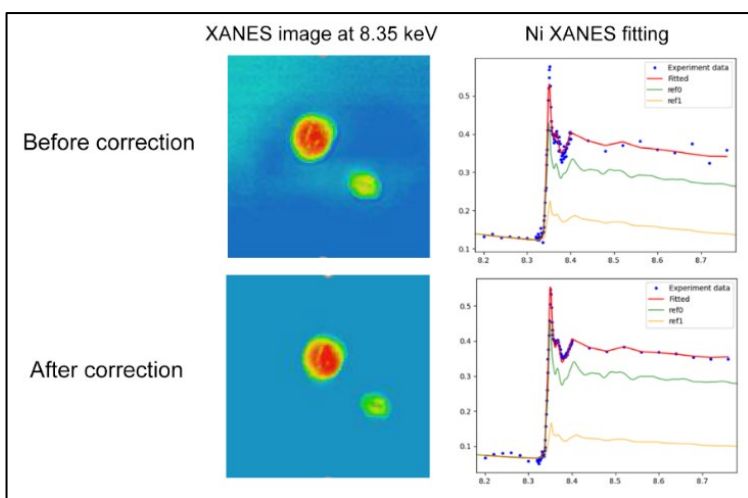 XANES image at 8.35 keV
Ni XANES fitting
Before correction
Experiment data
Fitted
ref0
ref1
0.5
0.4
0.3
0.2
0.1
8.2 8.3 8.4 8.5 8.6 8.7
After correction
Experiment data
Fitted
ref0
ref1
0.5
0.4
0.3
0.2
0.1
8.2 8.3 8.4 8.5 8.6 8.7